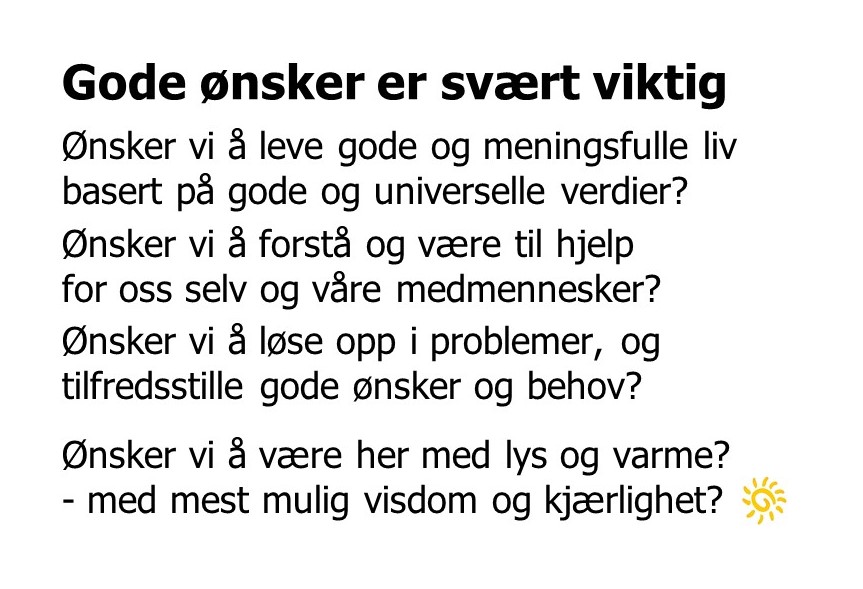 Gode ønsker er svært viktig
Ønsker vi å leve gode og meningsfulle liv
basert på gode og universelle verdier?
Ønsker vi å forstå og være til hjelp
for oss selv og våre medmennesker?
Ønsker vi å løse opp i problemer, og
tilfredsstille gode ønsker og behov?
Ønsker vi å være her med lys og varme?
- med mest mulig visdom og kjærlighet?